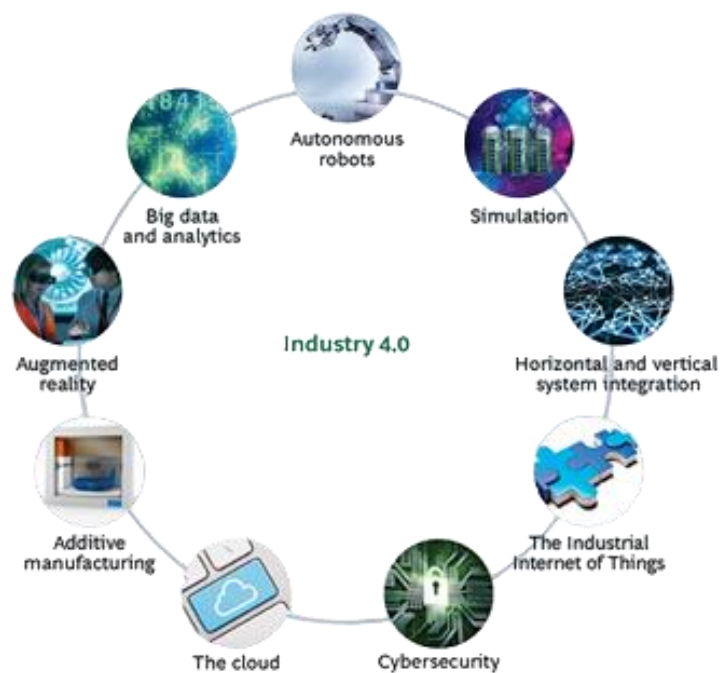 Autonomous
robots
Big data
and analytics
Simulation
Industry 4.0
Augmented
reality
Horizontal and vertical
system integration
Additive
manufacturing
The Industrial
Internet of Things
The cloud
Cybersecurity